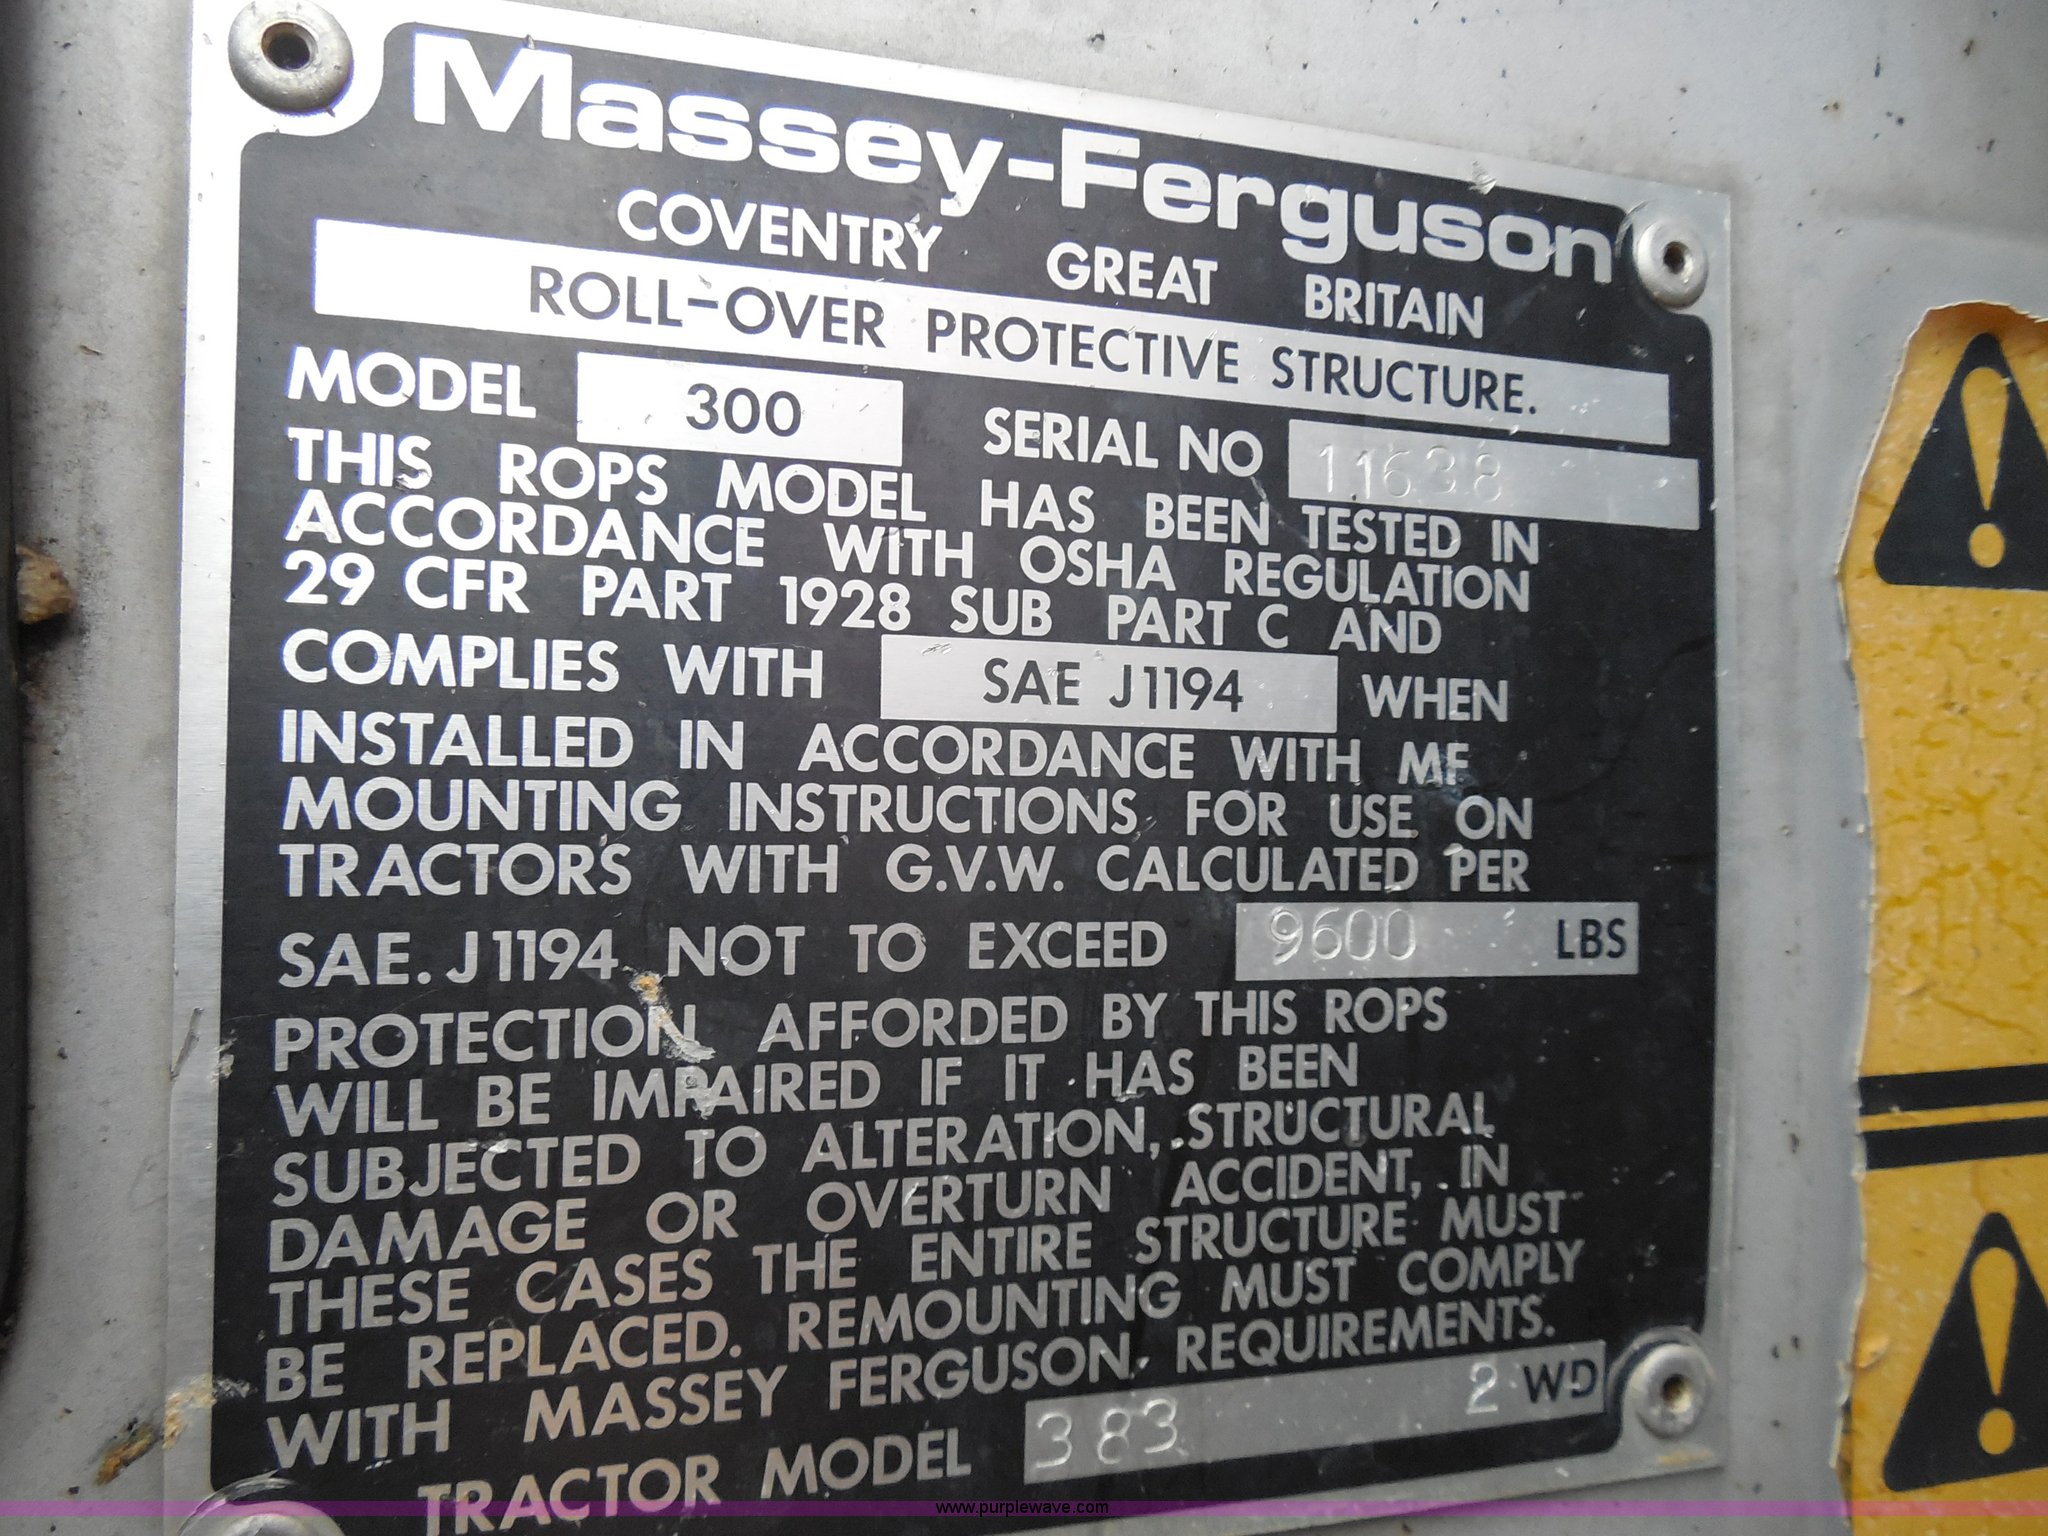 Massey-Ferguson
COVENTRY GREAT BRITAIN
ROLL-OVER PROTECTIVE STRUCTURE.
MODEL 300 SERIAL NO 11638
THIS ROPS MODEL HAS BEEN TESTED IN
ACCORDANCE WITH OSHA REGULATION
29 CFR PART 1928 SUB PART C AND
COMPLIES WITH SAE J1194 WHEN
INSTALLED IN ACCORDANCE WITH MF
MOUNTING INSTRUCTIONS FOR USE ON
TRACTORS WITH G.V.W. CALCULATED PER
SAE. J1194 NOT TO EXCEED 9600 LBS
PROTECTION AFFORDED BY THIS ROPS
WILL BE IMPAIRED IF IT HAS BEEN
SUBJECTED TO ALTERATION, STRUCTURAL
DAMAGE OR OVERTURN ACCIDENT, IN
THESE CASES THE ENTIRE STRUCTURE MUST
BE REPLACED. REMOUNTING MUST COMPLY
WITH MASSEY FERGUSON REQUIREMENTS.
TRACTOR MODEL 383 2 WD
www.purplewave.com